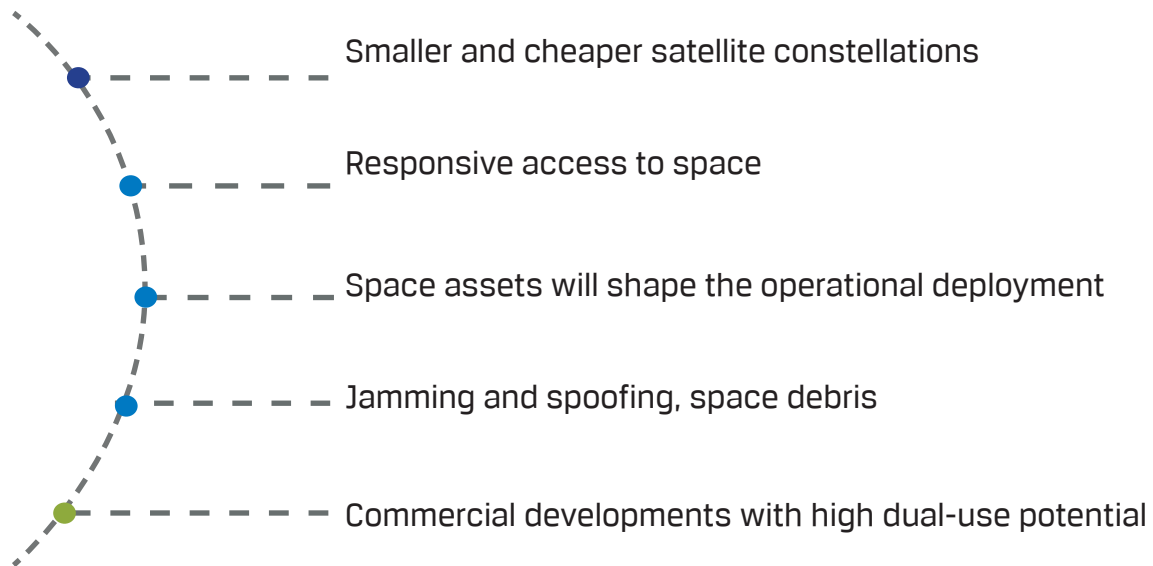 Smaller and cheaper satellite constellations
Responsive access to space
Space assets will shape the operational deployment
Jamming and spoofing, space debris
Commercial developments with high dual-use potential